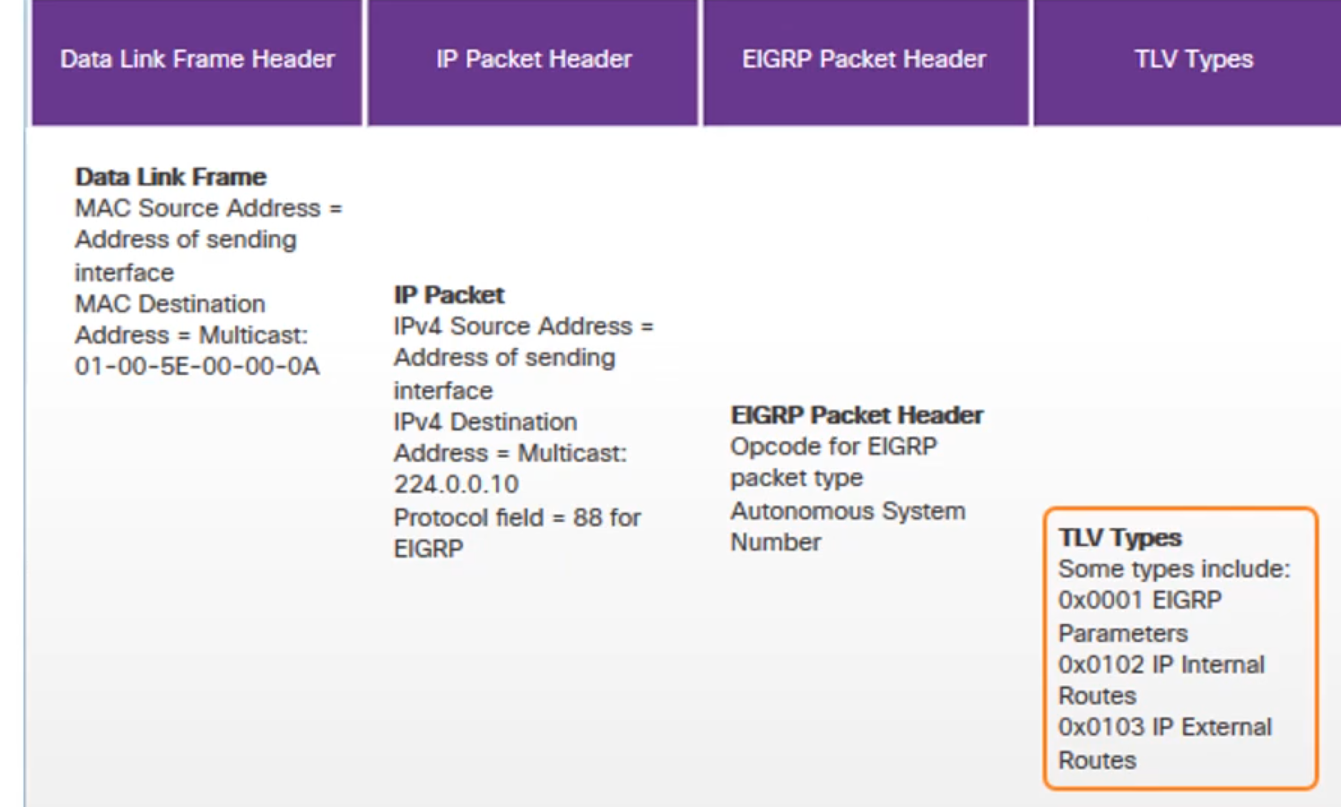 Data Link Frame Header
IP Packet Header
EIGRP Packet Header
TLV Types
Data Link Frame
MAC Source Address =
Address of sending
interface
MAC Destination
Address = Multicast:
01-00-5E-00-00-0A
IP Packet
IPv4 Source Address =
Address of sending
interface
IPv4 Destination
Address = Multicast:
224.0.0.10
Protocol field = 88 for
EIGRP
EIGRP Packet Header
Opcode for EIGRP
packet type
Autonomous System
Number
TLV Types
Some types include:
0x0001 EIGRP
Parameters
0x0102 IP Internal
Routes
0x0103 IP External
Routes